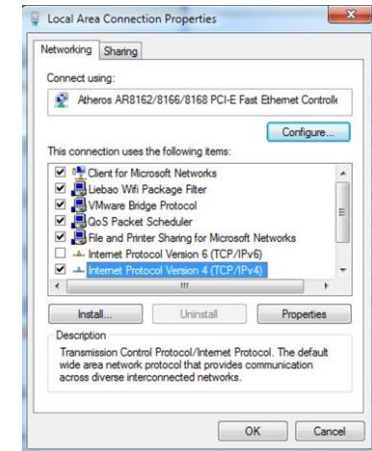 Local Area Connection Properties
Networking Sharing
Connect using:
Atheros AR8162/8166/8168 PCI-E Fast Ethernet Controlle
Configure...
This connection uses the following items:
Client for Microsoft Networks
Liebao Wifi Package Filter
VMware Bridge Protocol
QoS Packet Scheduler
File and Printer Sharing for Microsoft Networks
Internet Protocol Version 6 (TCP/IPv6)
Internet Protocol Version 4 (TCP/IPv4)
Install... Uninstall Properties
Description
Transmission Control Protocol/Internet Protocol. The default
wide area network protocol that provides communication
across diverse interconnected networks.
OK Cancel